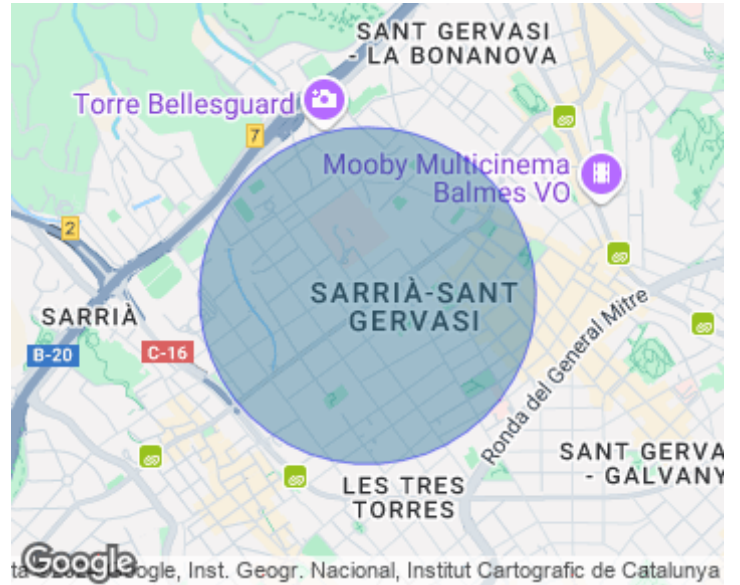 SANT GERVASI
- LA BONANOVA
Torre Bellesguard
7
Mooby Multicinema
Balmes VO
2
SARRIÀ-SANT
GERVASI
SARRIÀ
B-20
C-16
Ronda del General Mitre
SANT GERVA
- GALVANY
LES TRES
TORRES
Google
ogle, Inst. Geogr. Nacional, Institut Cartografic de Catalunya